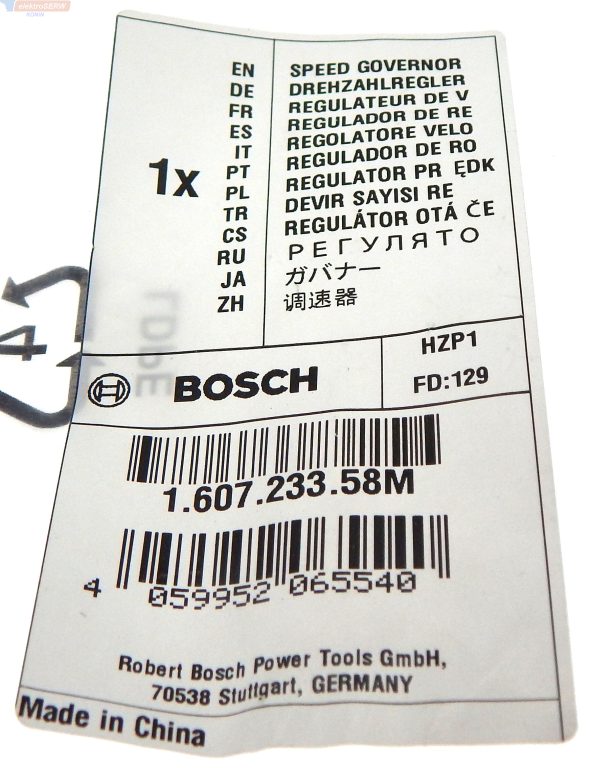 elektroSERW
1x
EN SPEED GOVERNOR
DE DREHZAHLREGLER
FR REGULATEUR DE V
ES REGULADOR DE RE
IT REGOLATORE VELO
PT REGULADOR DE RO
PL REGULATOR PR ĘDK
TR DEVIR SAYISI RE
CS REGULÁTOR OTÁ ČE
RU РЕГУЛЯТО
JA ガバナー
ZH 调速器
4
BOSCH
HZP1
FD:129
1.607.233.58M
4 059952 065540
Robert Bosch Power Tools GmbH,
70538 Stuttgart, GERMANY
Made in China